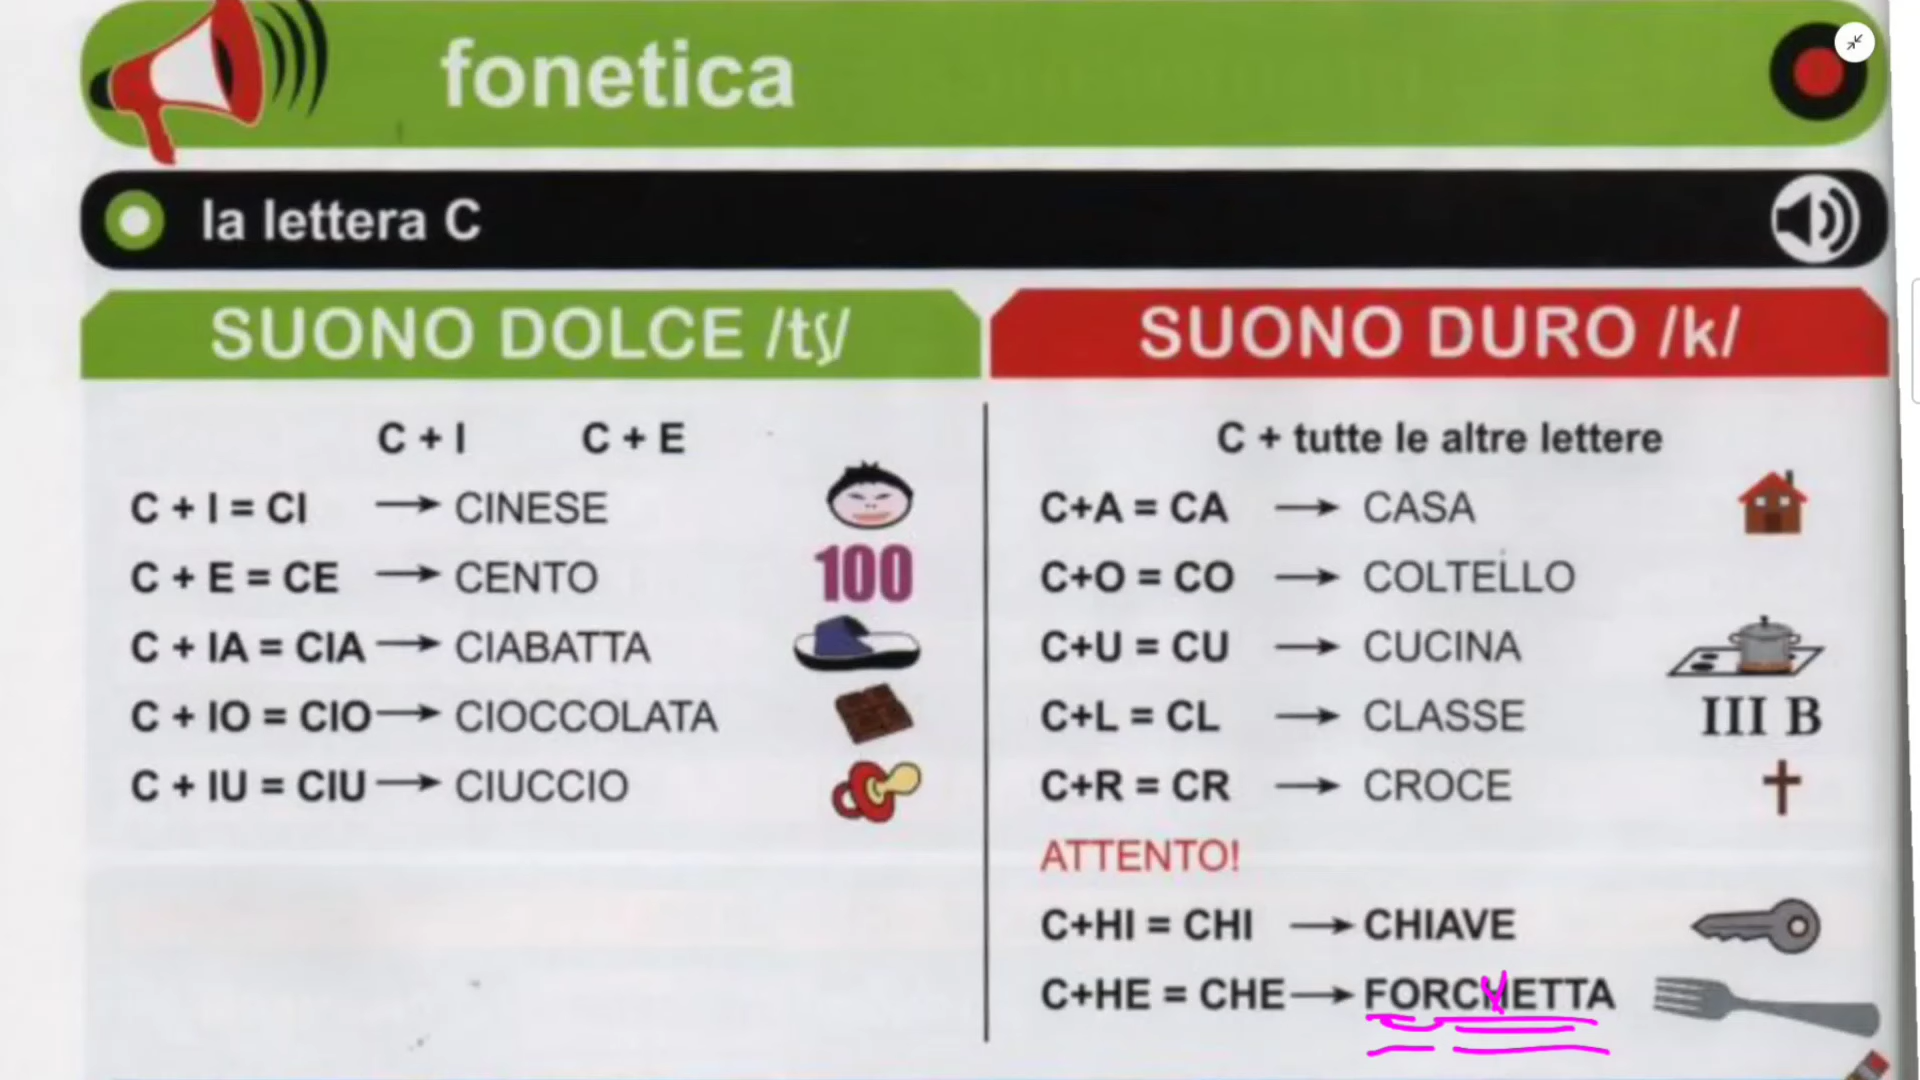 fonetica
la lettera C
SUONO DOLCE /tʃ/
C + I C + E
C + I = CI → CINESE
C + E = CE → CENTO
100
C + IA = CIA → CIABATTA
C + IO = CIO → CIOCCOLATA
C + IU = CIU → CIUCCIO
SUONO DURO /k/
C + tutte le altre lettere
C+A = CA → CASA
C+O = CO → COLTELLO
C+U = CU → CUCINA
C+L = CL → CLASSE
III B
C+R = CR → CROCE
ATTENTO!
C+HI = CHI → CHIAVE
C+HE = CHE → FORCHETTA